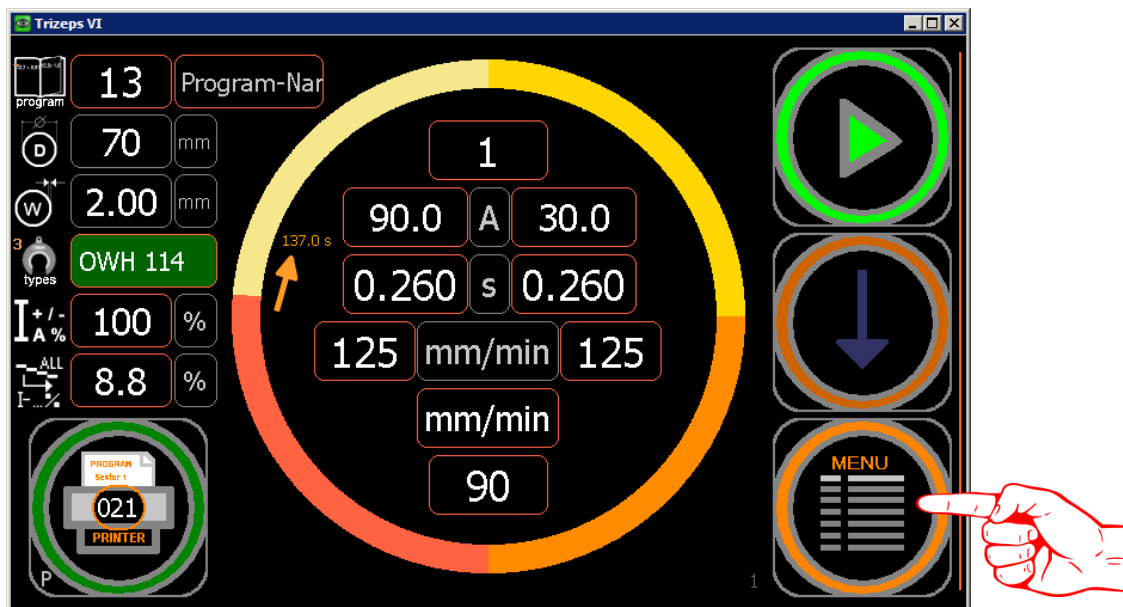 Trizeps VI
program
13
Program-Nar
D
70
mm
W
2.00
mm
3
types
OWH 114
I + / -
A %
100
%
ALL
I-...%
8.8
%
PROGRAM
Sektor 1
021
PRINTER
P
137.0 s
1
90.0 A 30.0
0.260 s 0.260
125 mm/min 125
mm/min
90
MENU
1